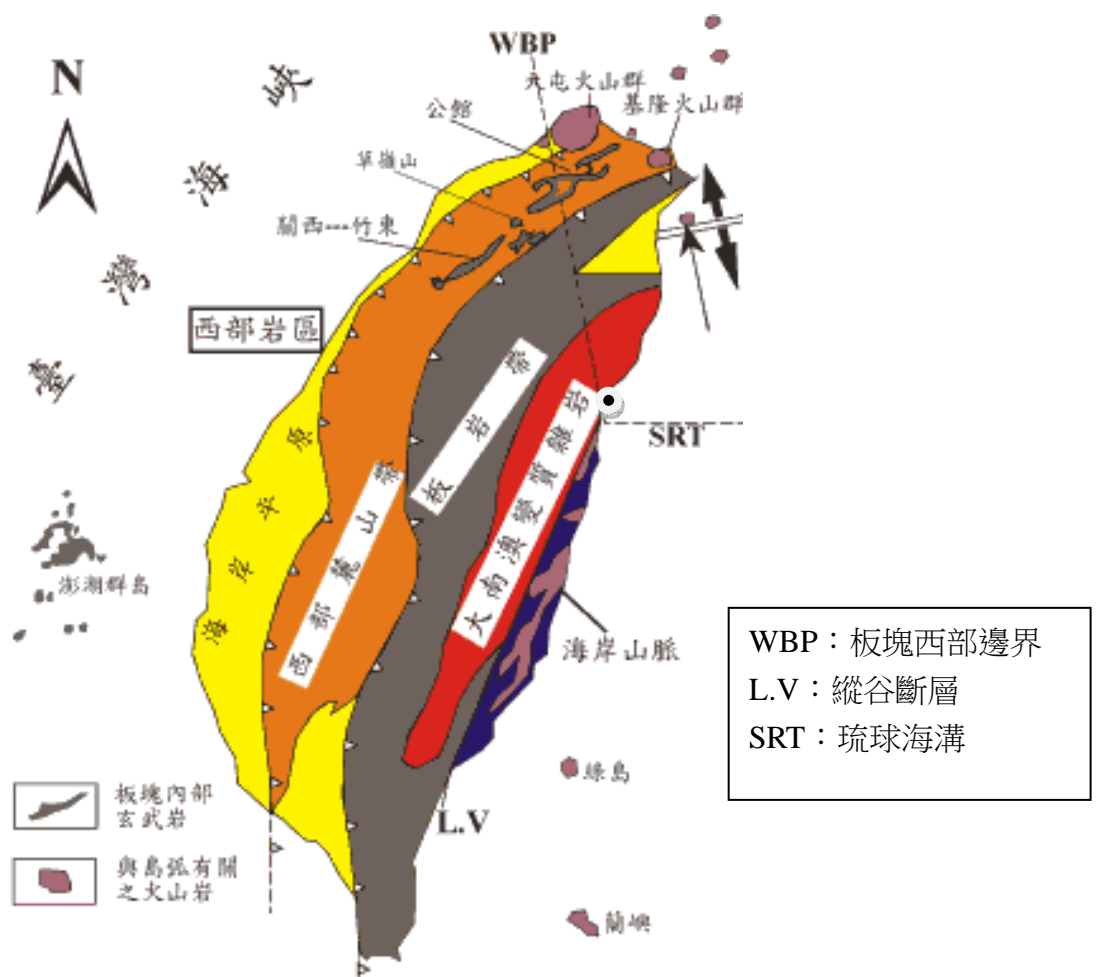 WBP
N
大屯火山群
基隆火山群
公館
草嶺山
關西---竹東
臺灣海峽
西部岩區
板岩帶
大南澳變質雜岩
SRT
西部麓山帶
海岸平原
澎湖群島
海岸山脈
WBP：板塊西部邊界
L.V：縱谷斷層
SRT：琉球海溝
綠島
L.V
板塊內部
玄武岩
與島弧有關
之火山岩
蘭嶼